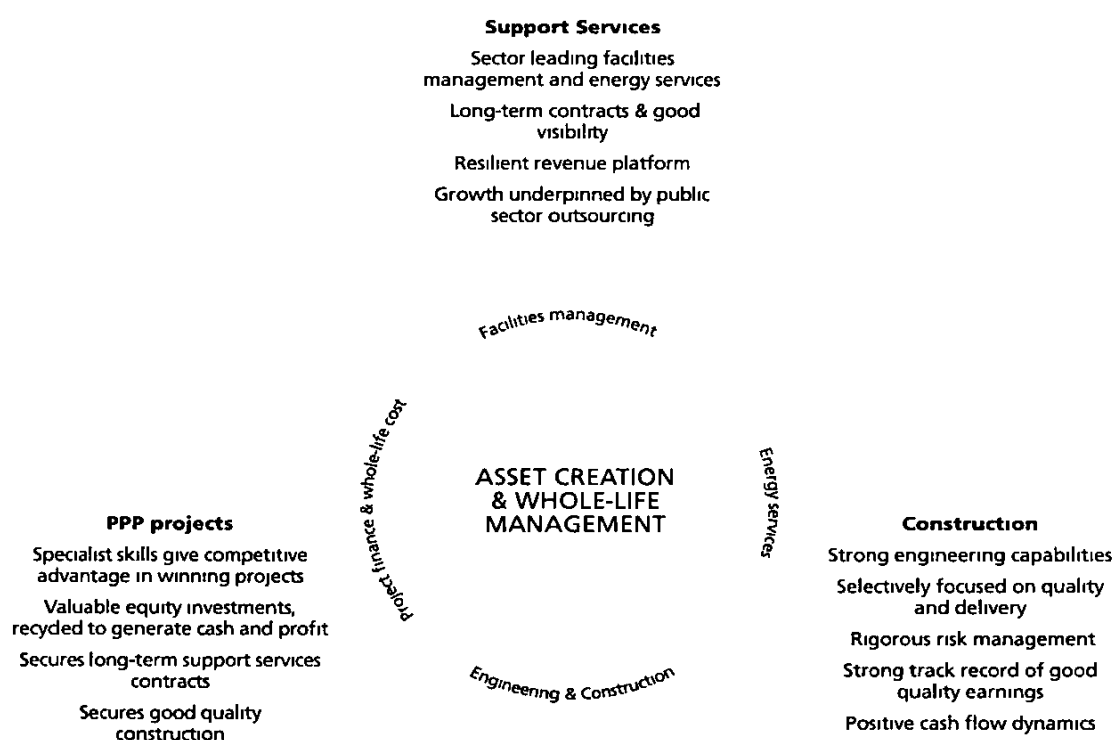 Support Services
Sector leading facilities
management and energy services
Long-term contracts & good
visibility
Resilient revenue platform
Growth underpinned by public
sector outsourcing
Facilities management
Project finance & whole-life cost
ASSET CREATION
& WHOLE-LIFE
MANAGEMENT
Energy services
Engineering & Construction
PPP projects
Specialist skills give competitive
advantage in winning projects
Valuable equity investments,
recycled to generate cash and profit
Secures long-term support services
contracts
Secures good quality
construction
Construction
Strong engineering capabilities
Selectively focused on quality
and delivery
Rigorous risk management
Strong track record of good
quality earnings
Positive cash flow dynamics